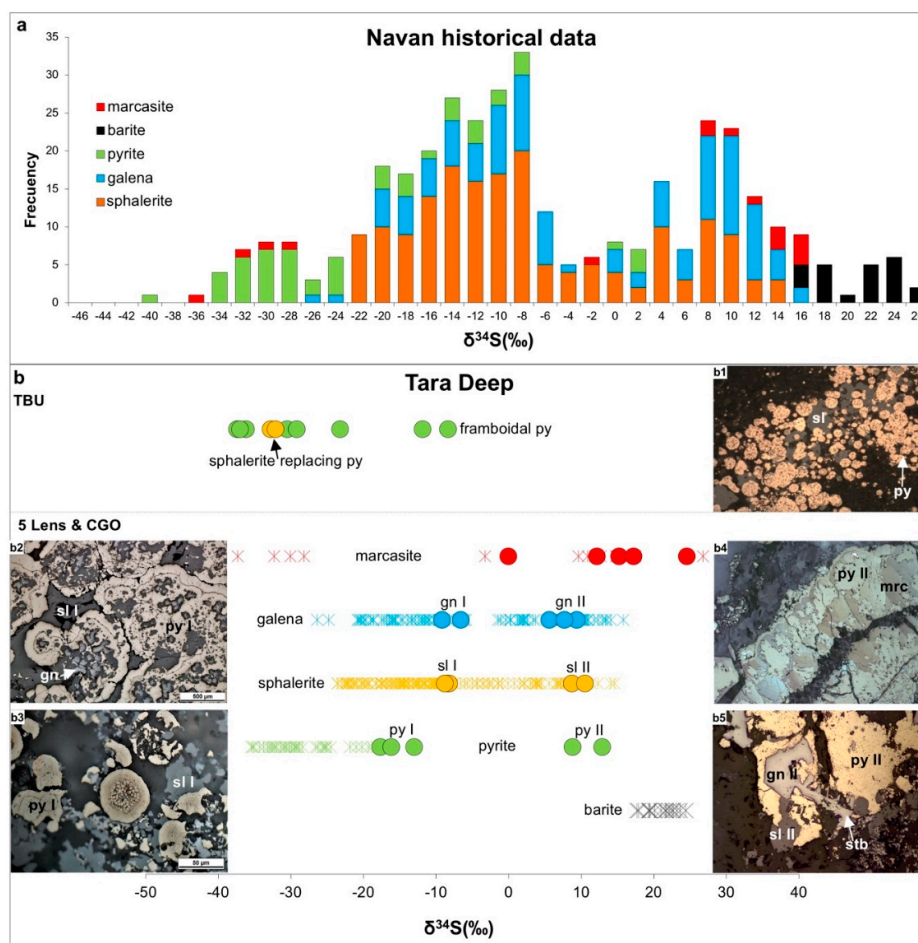 a
Navan historical data
35
30
25
20
15
10
5
0
Frecuency
marcasite
barite
pyrite
galena
sphalerite
-46 -44 -42 -40 -38 -36 -34 -32 -30 -28 -26 -24 -22 -20 -18 -16 -14 -12 -10 -8 -6 -4 -2 0 2 4 6 8 10 12 14 16 18 20 22 24 26
δ³⁴S(‰)
b
Tara Deep
TBU
framboidal py
sphalerite replacing py
b1
sl
py
5 Lens & CGO
b2
sl I
py I
gn I
500 µm
b3
sl I
py I
50 µm
marcasite
gn I gn II
galena
sl I sl II
sphalerite
py I py II
pyrite
barite
b4
py II
mrc
b5
gn II
py II
sl II
stb
-50 -40 -30 -20 -10 0 10 20 30 40
δ³⁴S(‰)